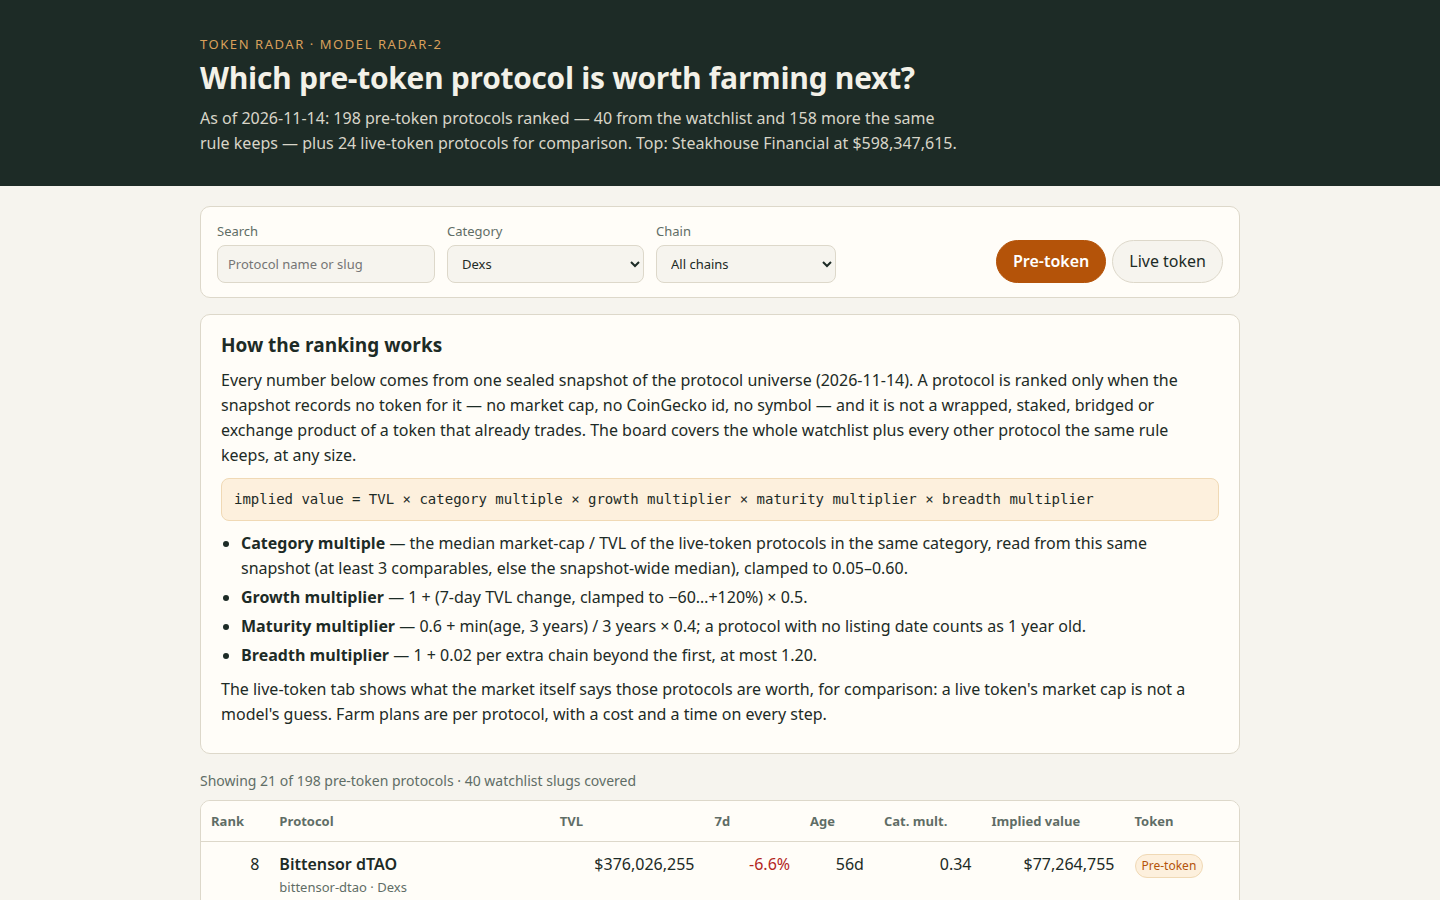 TOKEN RADAR · MODEL RADAR-2
Which pre-token protocol is worth farming next?
As of 2026-11-14: 198 pre-token protocols ranked — 40 from the watchlist and 158 more the same
rule keeps — plus 24 live-token protocols for comparison. Top: Steakhouse Financial at $598,347,615.
Search Category Chain
Protocol name or slug Dexs All chains Pre-token Live token
How the ranking works
Every number below comes from one sealed snapshot of the protocol universe (2026-11-14). A protocol is ranked only when the
snapshot records no token for it — no market cap, no CoinGecko id, no symbol — and it is not a wrapped, staked, bridged or
exchange product of a token that already trades. The board covers the whole watchlist plus every other protocol the same rule
keeps, at any size.
implied value = TVL × category multiple × growth multiplier × maturity multiplier × breadth multiplier
• Category multiple — the median market-cap / TVL of the live-token protocols in the same category, read from this same
snapshot (at least 3 comparables, else the snapshot-wide median), clamped to 0.05–0.60.
• Growth multiplier — 1 + (7-day TVL change, clamped to −60…+120%) × 0.5.
• Maturity multiplier — 0.6 + min(age, 3 years) / 3 years × 0.4; a protocol with no listing date counts as 1 year old.
• Breadth multiplier — 1 + 0.02 per extra chain beyond the first, at most 1.20.
The live-token tab shows what the market itself says those protocols are worth, for comparison: a live token's market cap is not a
model's guess. Farm plans are per protocol, with a cost and a time on every step.
Showing 21 of 198 pre-token protocols · 40 watchlist slugs covered
Rank Protocol TVL 7d Age Cat. mult. Implied value Token
8 Bittensor dTAO $376,026,255 -6.6% 56d 0.34 $77,264,755 Pre-token
bittensor-dtao · Dexs